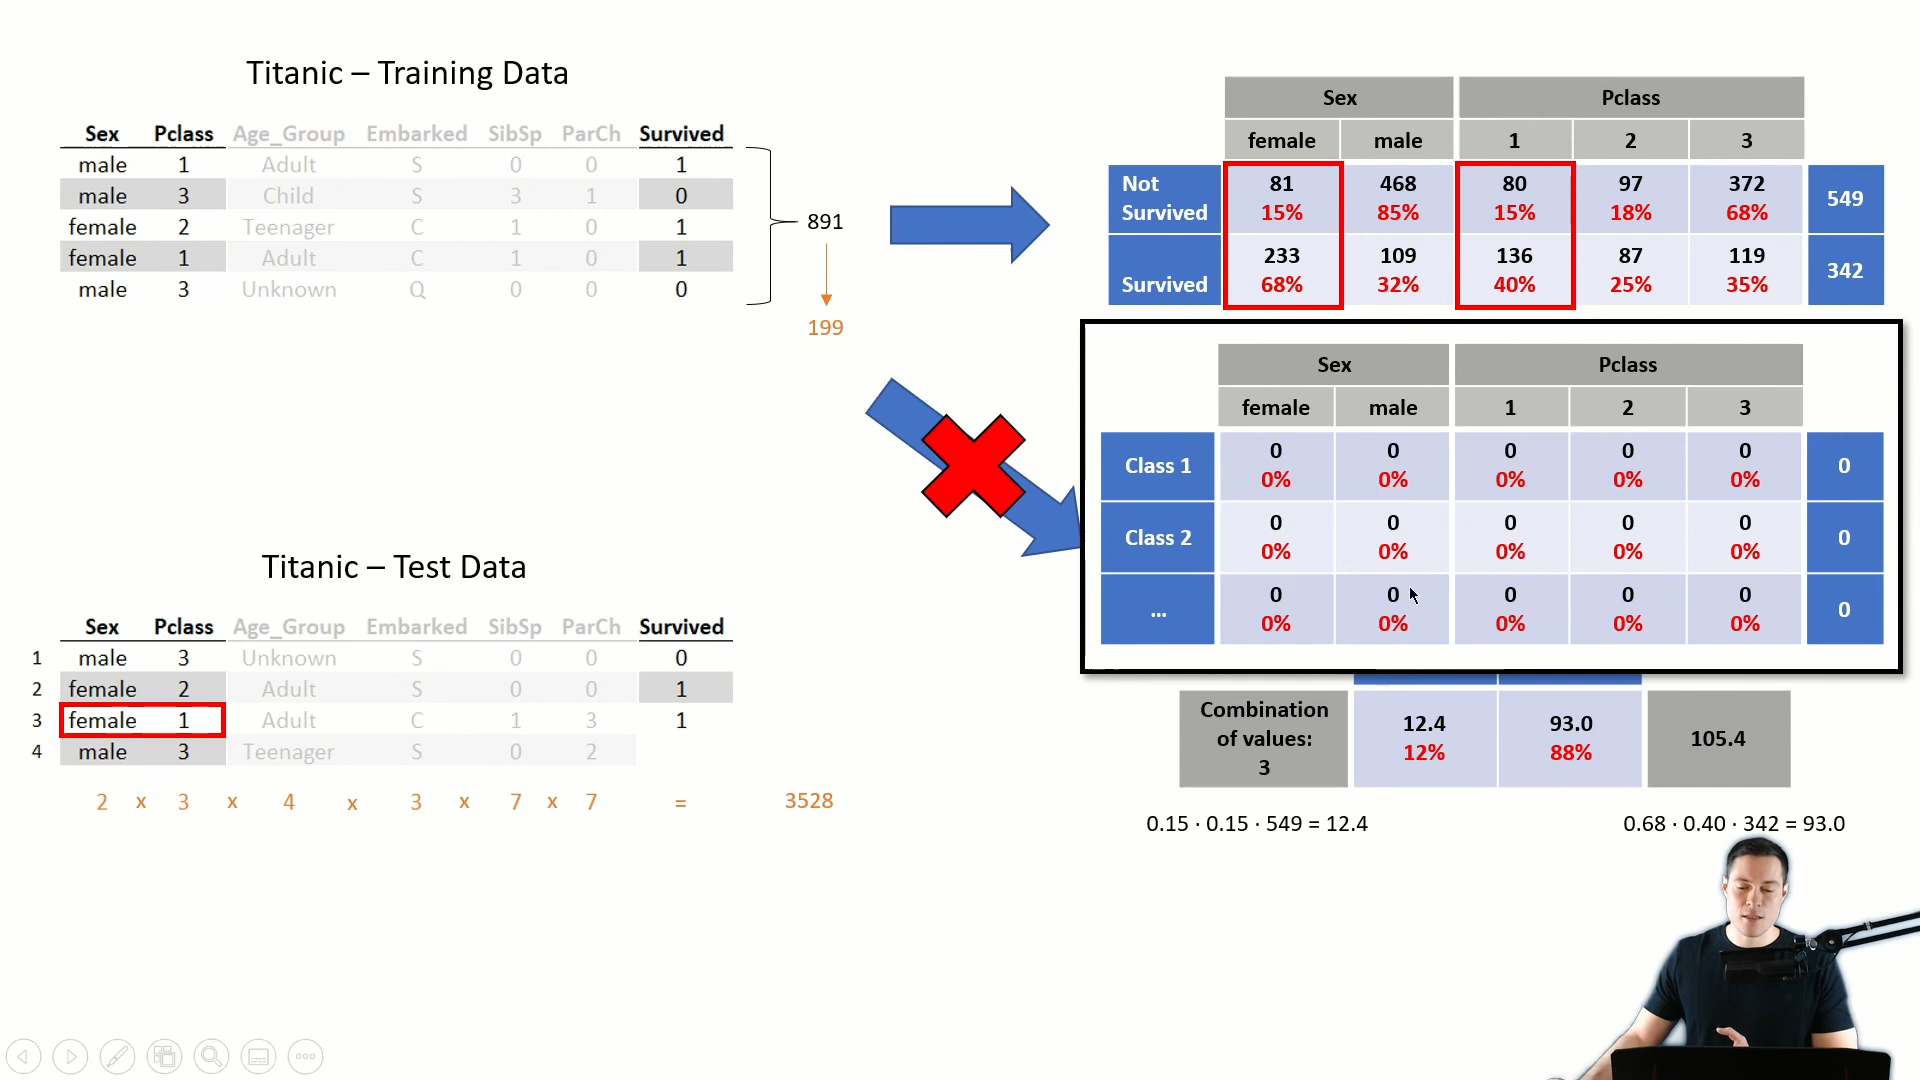 Titanic – Training Data
Sex Pclass Age_Group Embarked SibSp ParCh Survived
male 1 Adult S 0 0 1
male 3 Child S 3 1 0
female 2 Teenager C 1 0 1
female 1 Adult C 1 0 1
male 3 Unknown Q 0 0 0
891
199
Sex Pclass
female male 1 2 3
Not Survived 81 468 80 97 372 549
15% 85% 15% 18% 68%
Survived 233 109 136 87 119 342
68% 32% 40% 25% 35%
Sex Pclass
female male 1 2 3
Class 1 0 0 0 0 0 0
0% 0% 0% 0% 0%
Class 2 0 0 0 0 0 0
0% 0% 0% 0% 0%
... 0 0 0 0 0 0
0% 0% 0% 0% 0%
Titanic – Test Data
Sex Pclass Age_Group Embarked SibSp ParCh Survived
1 male 3 Unknown S 0 0 0
2 female 2 Adult S 0 0 1
3 female 1 Adult C 1 3 1
4 male 3 Teenager S 0 2
2 x 3 x 4 x 3 x 7 x 7 = 3528
Combination of values: 3 12.4 93.0 105.4
12% 88%
0.15 · 0.15 · 549 = 12.4
0.68 · 0.40 · 342 = 93.0